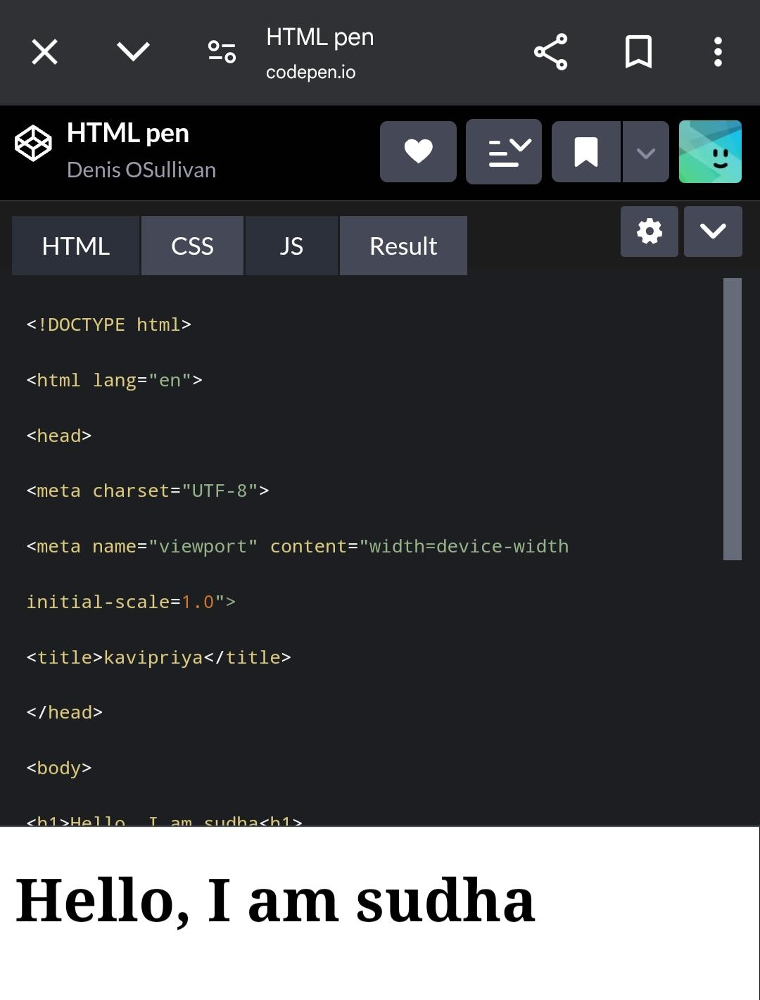 HTML pen
codepen.io
HTML pen
Denis OSullivan
HTML CSS JS Result
<!DOCTYPE html>
<html lang="en">
<head>
<meta charset="UTF-8">
<meta name="viewport" content="width=device-width
initial-scale=1.0">
<title>kavipriya</title>
</head>
<body>
<h1>Hello, I am sudha<h1>
Hello, I am sudha